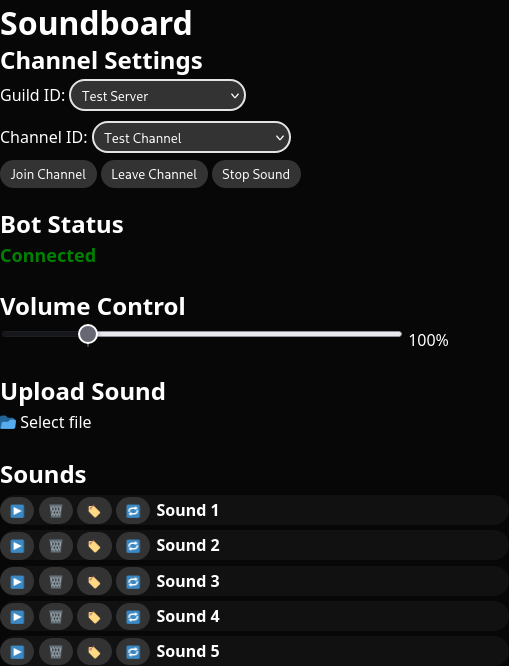 Soundboard
Channel Settings
Guild ID: Test Server
Channel ID: Test Channel
Join Channel Leave Channel Stop Sound
Bot Status
Connected
Volume Control
100%
Upload Sound
Select file
Sounds
Sound 1
Sound 2
Sound 3
Sound 4
Sound 5